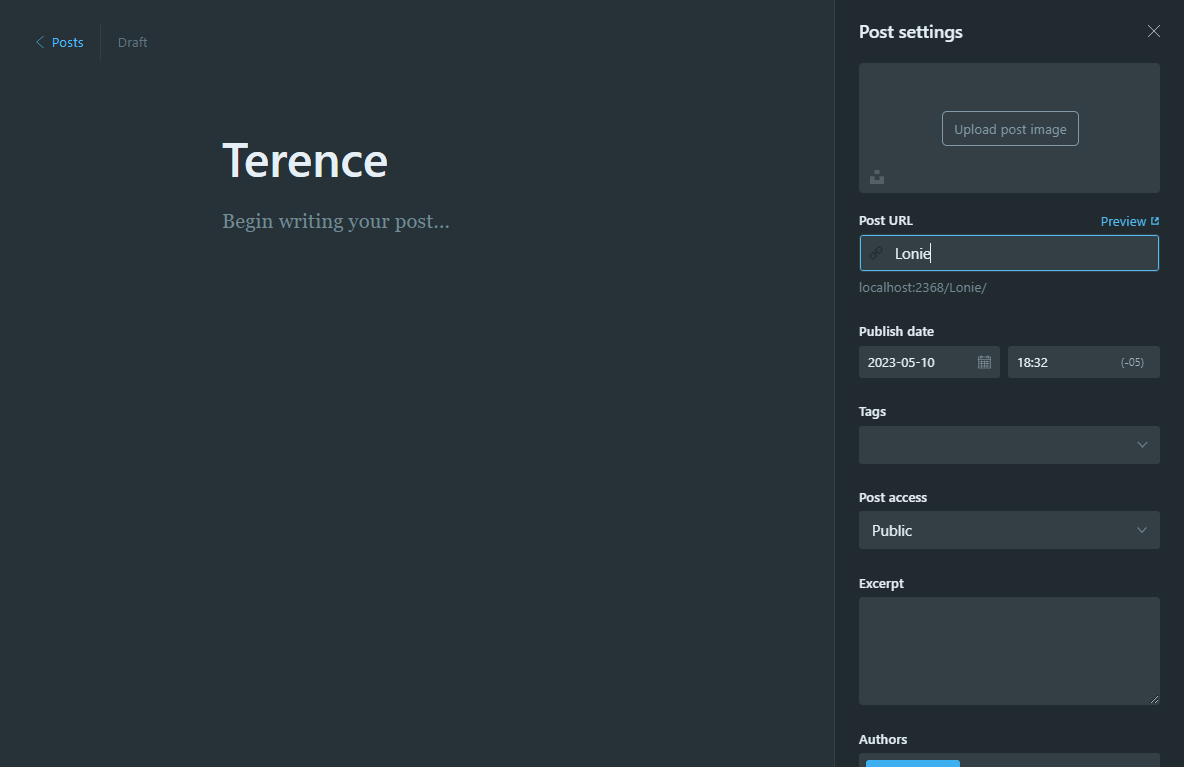 Posts
Draft
Terence
Begin writing your post...
Post settings
Upload post image
Post URL
Preview
Lonie
localhost:2368/Lonie/
Publish date
2023-05-10
18:32
(-05)
Tags
Post access
Public
Excerpt
Authors